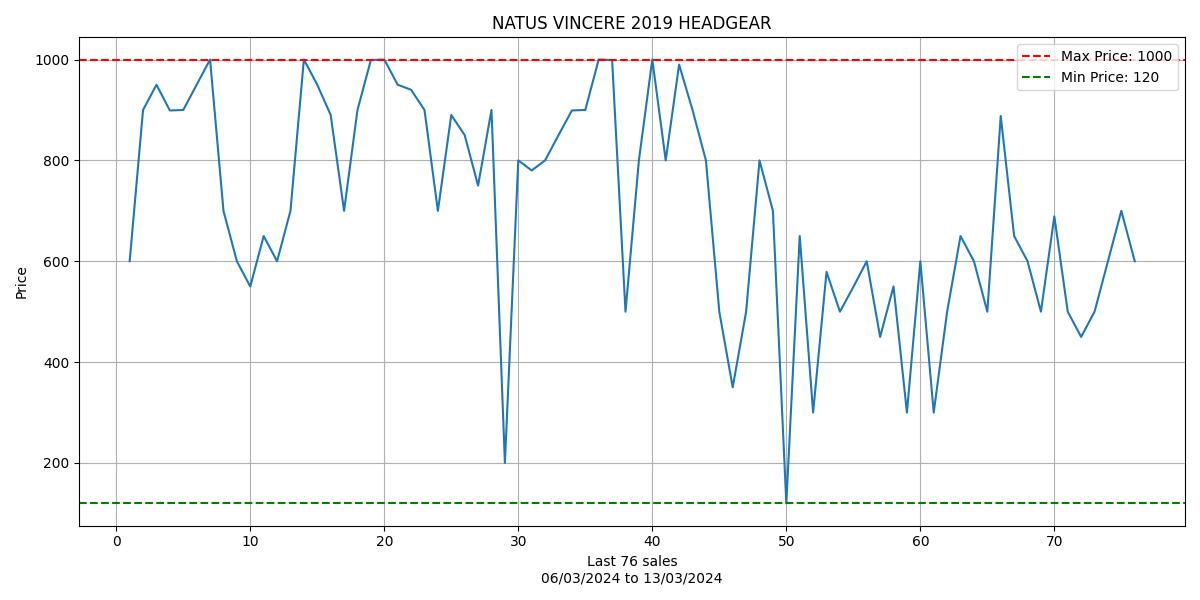 NATUS VINCERE 2019 HEADGEAR
Max Price: 1000
Min Price: 120
Price
1000
800
600
400
200
0 10 20 30 40 50 60 70
Last 76 sales
06/03/2024 to 13/03/2024